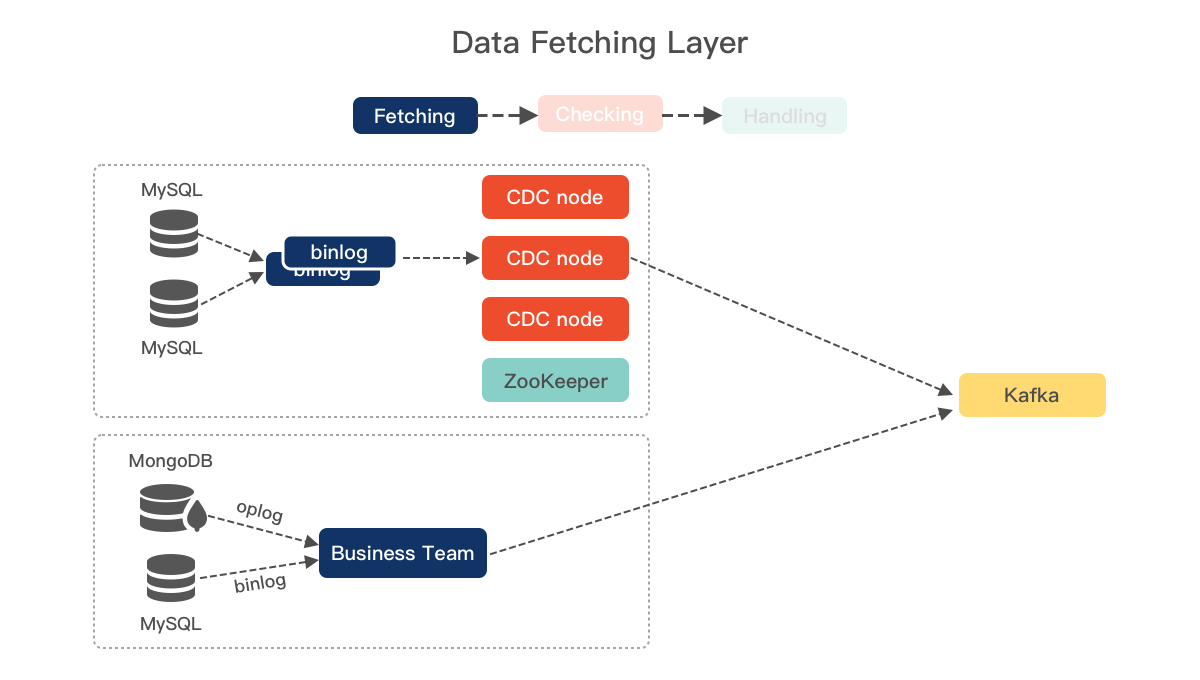 Data Fetching Layer
Fetching
Checking
Handling
MySQL
MySQL
binlog
binlog
CDC node
CDC node
CDC node
ZooKeeper
Kafka
MongoDB
oplog
Business Team
binlog
MySQL